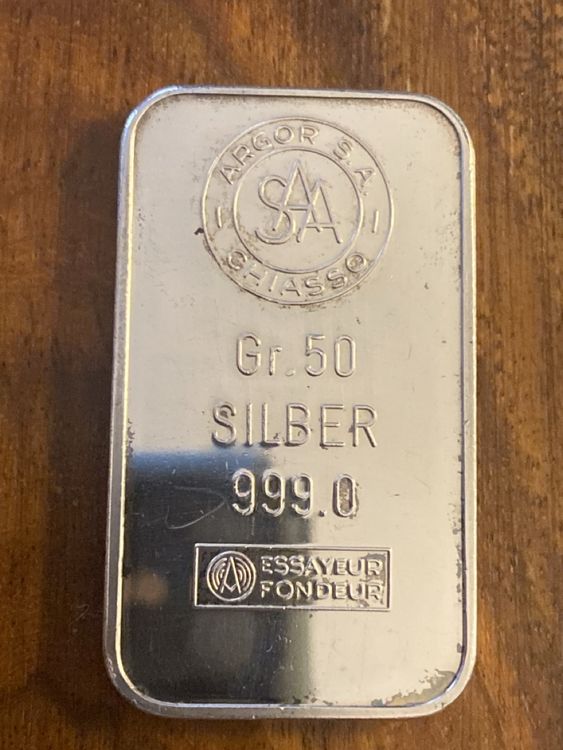 ARGOR S.A.
SAA
CHIASSO
Gr. 50
SILBER
999.0
ESSAYEUR
FONDEUR